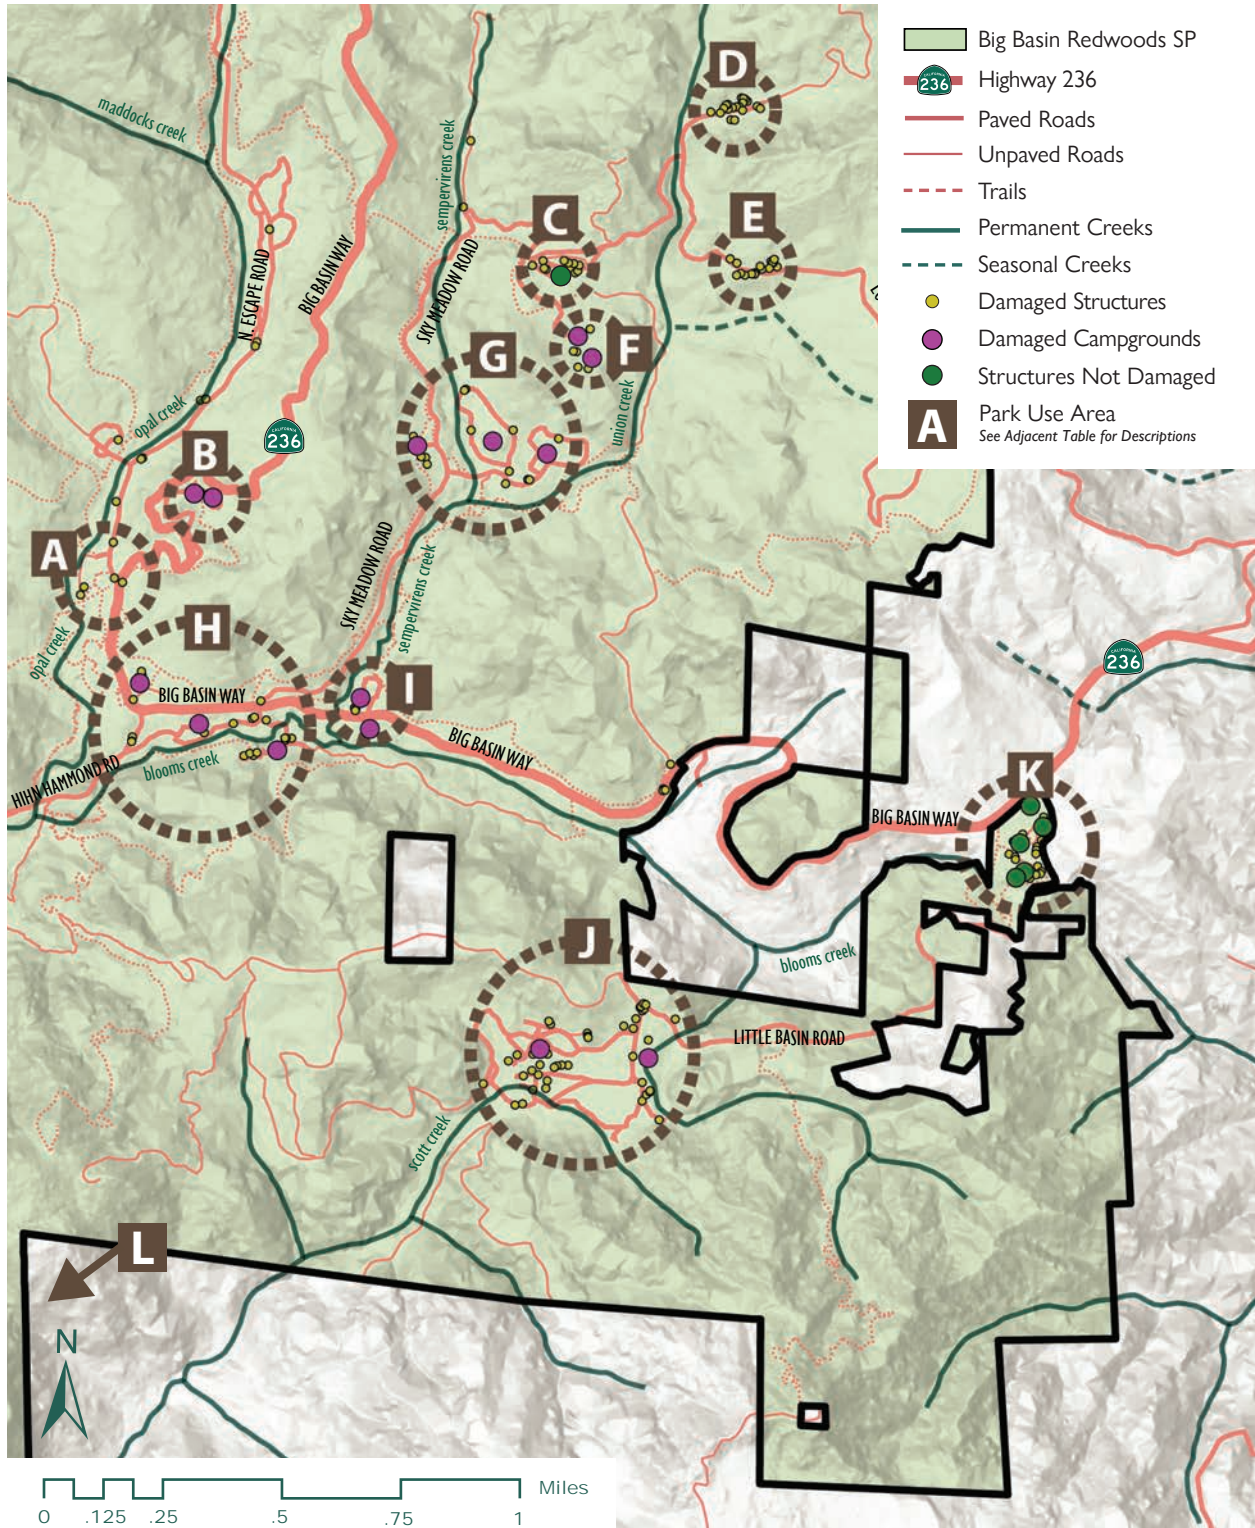 Big Basin Redwoods SP
CALIFORNIA
236
Highway 236
Paved Roads
Unpaved Roads
Trails
Permanent Creeks
Seasonal Creeks
Damaged Structures
Damaged Campgrounds
Structures Not Damaged
A
Park Use Area
See Adjacent Table for Descriptions
D
maddocks creek
sempervirens creek
C
E
N. ESCAPE ROAD
BIG BASIN WAY
SKY MEADOW ROAD
G
F
opal creek
union creek
CALIFORNIA
236
B
A
SKY MEADOW ROAD
sempervirens creek
H
opal creek
CALIFORNIA
236
I
BIG BASIN WAY
BIG BASIN WAY
HIHN HAMMOND RD
blooms creek
K
BIG BASIN WAY
J
blooms creek
LITTLE BASIN ROAD
scott creek
L
N
Miles
0 .125 .25 .5 .75 1